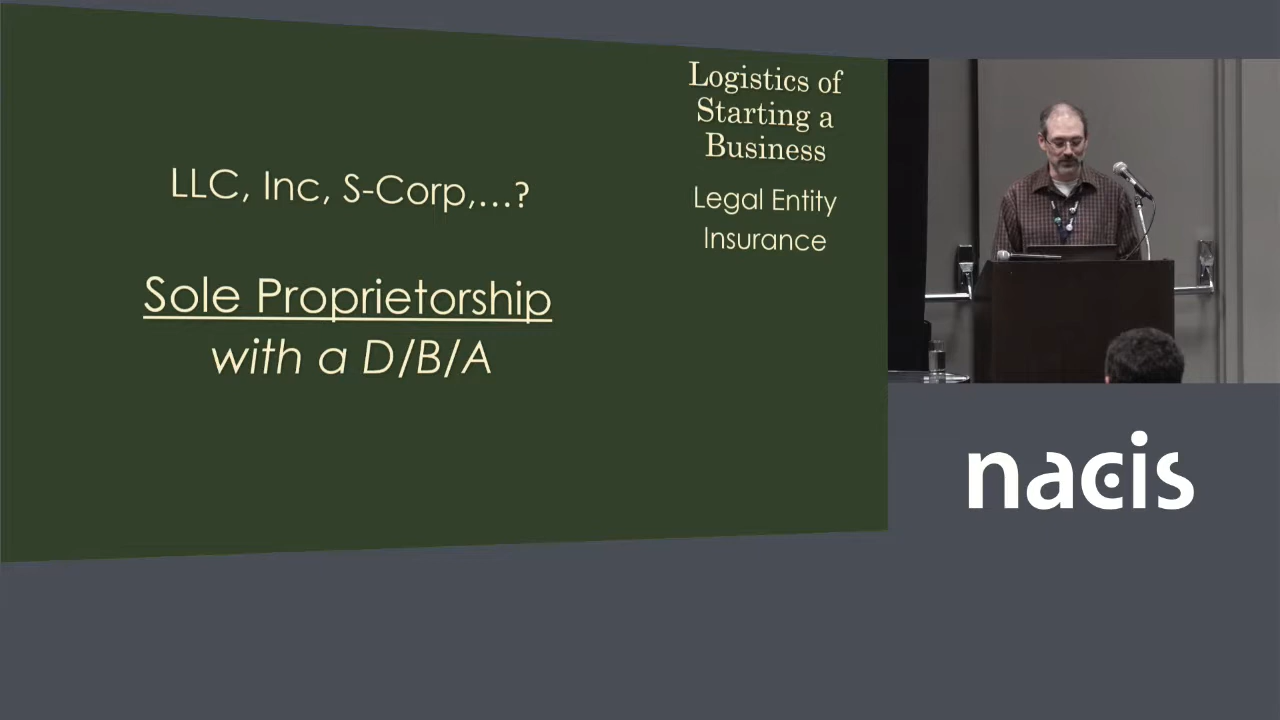 LLC, Inc, S-Corp,...?
Sole Proprietorship
with a D/B/A
Logistics of
Starting a
Business
Legal Entity
Insurance
nacis